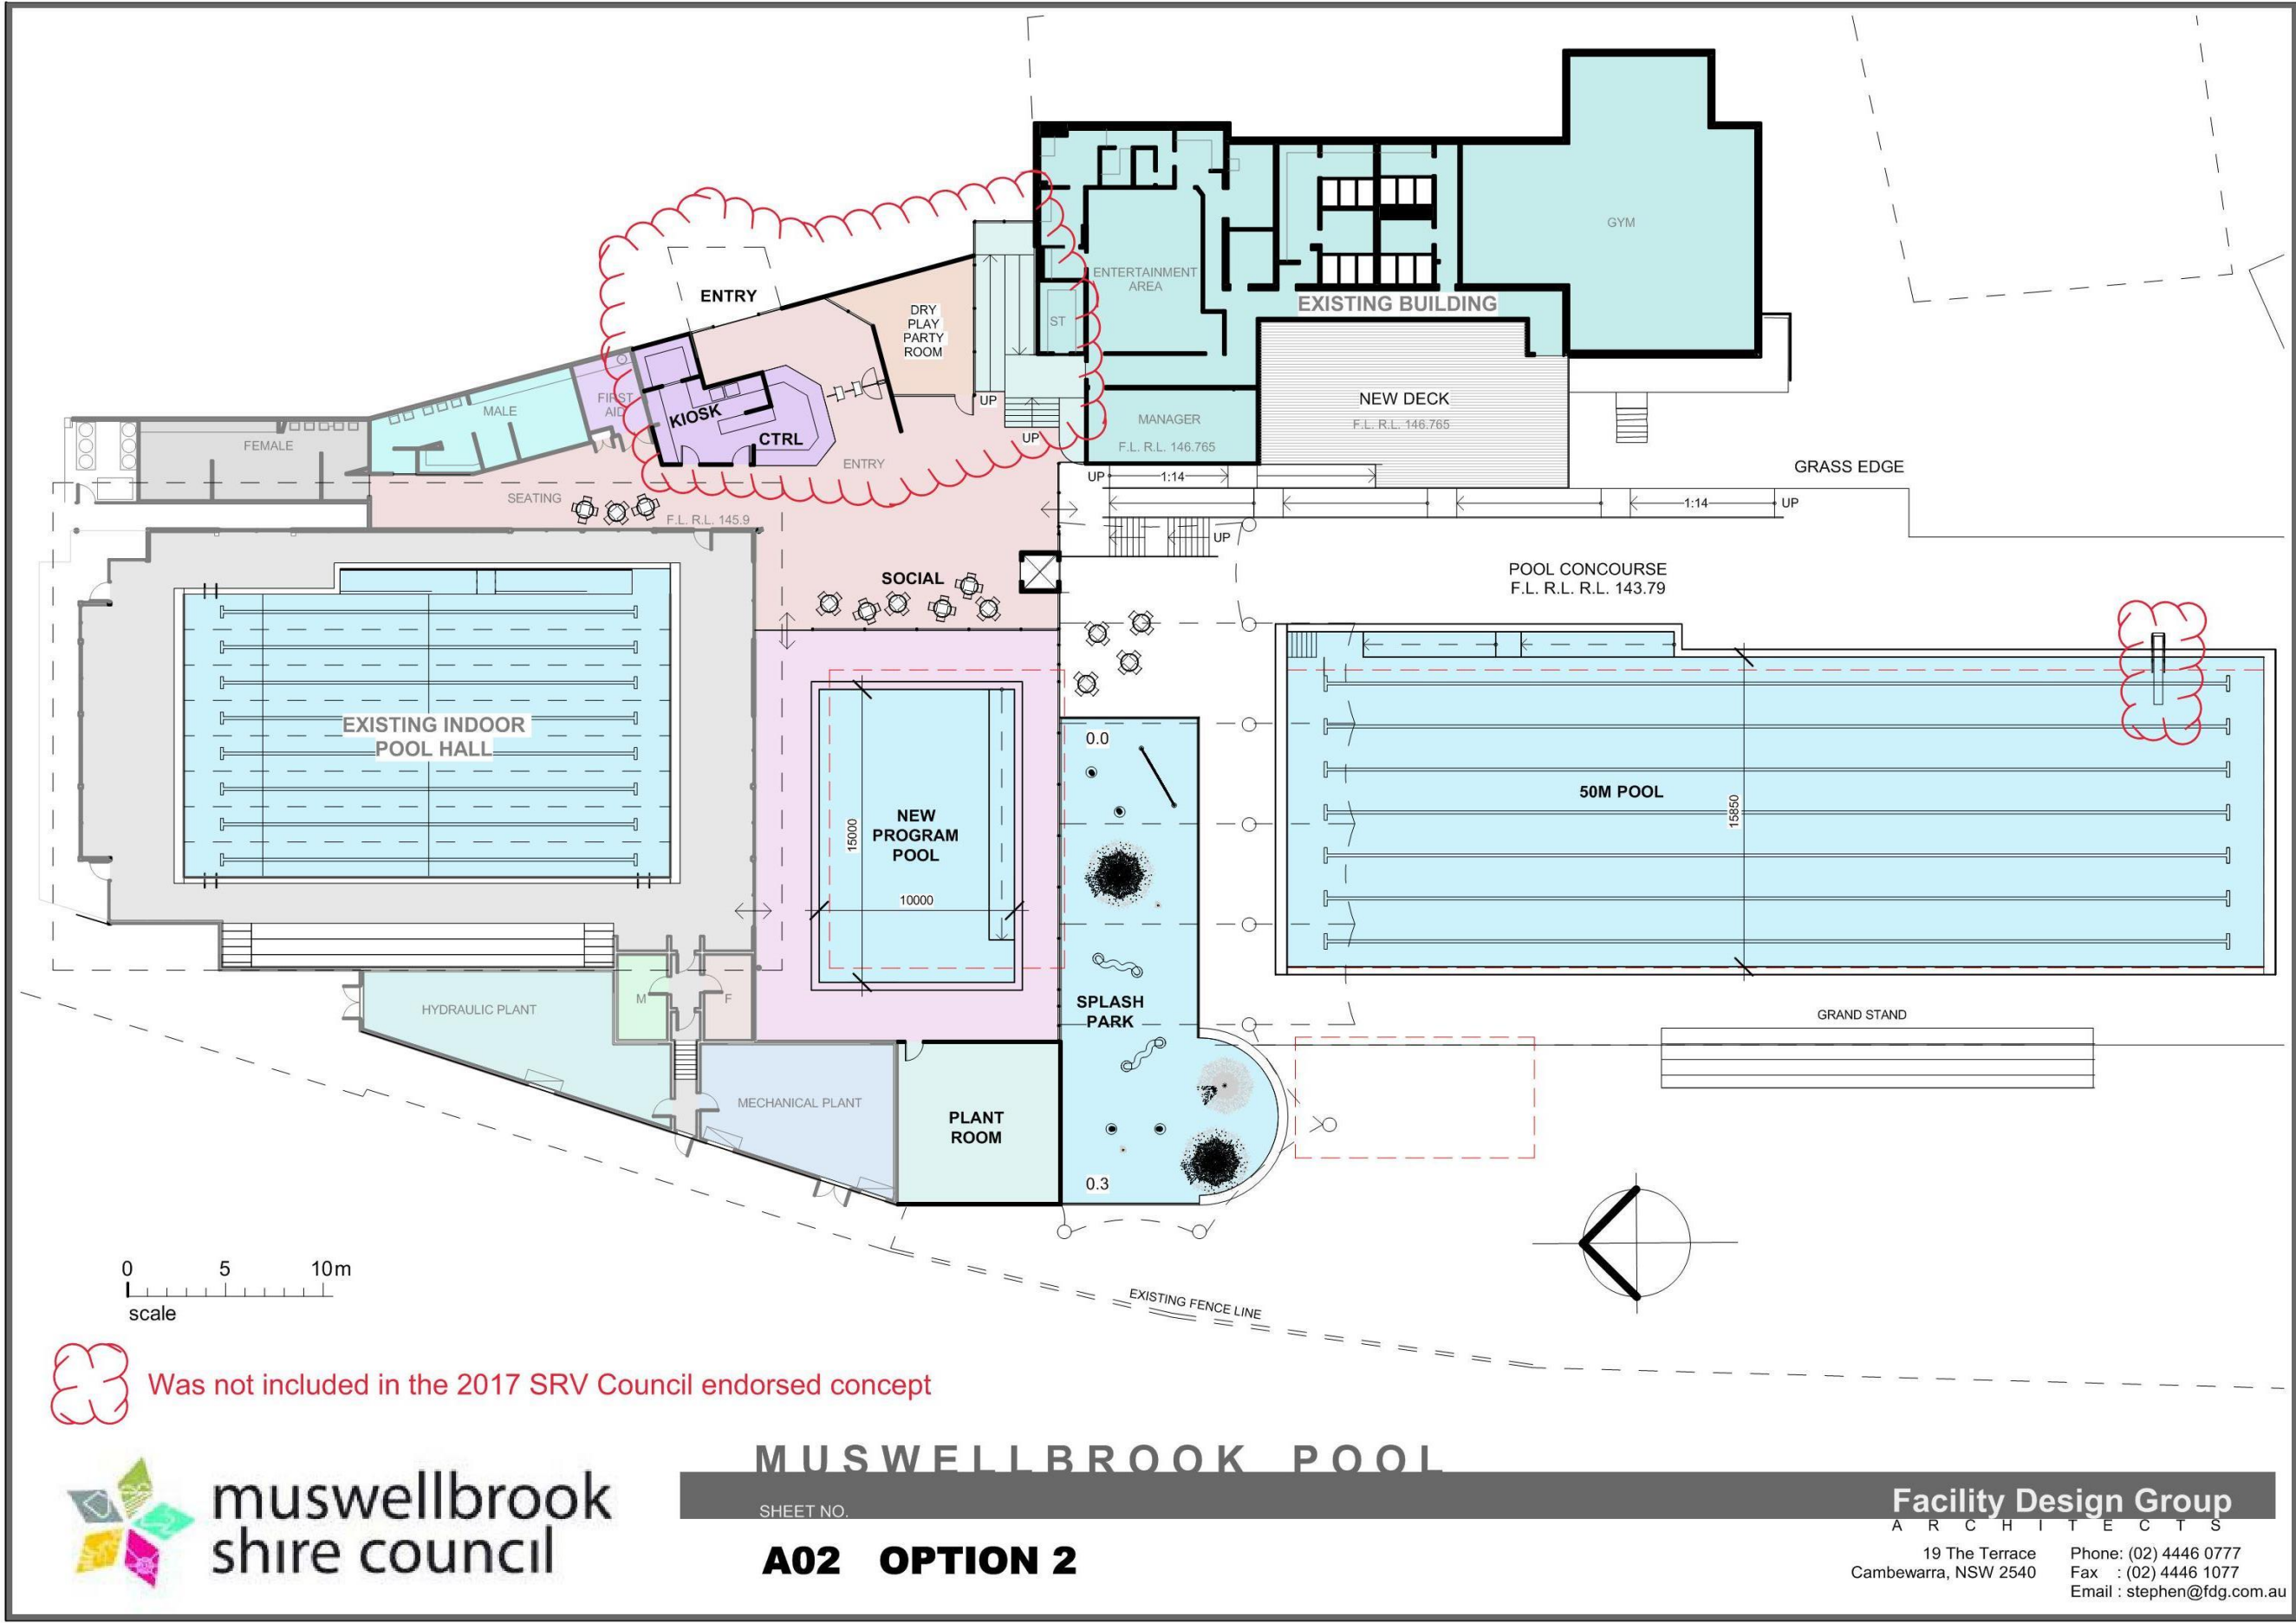 GYM
ENTERTAINMENT
AREA
ENTRY
EXISTING BUILDING
DRY
PLAY
PARTY
ROOM
ST
NEW DECK
F.L. R.L. 146.765
UP
FIRST
AID
MALE
KIOSK
CTRL
MANAGER
F.L. R.L. 146.765
UP
FEMALE
ENTRY
GRASS EDGE
UP
1:14
SEATING
1:14
UP
F.L. R.L. 145.9
UP
POOL CONCOURSE
F.L. R.L. R.L. 143.79
SOCIAL
EXISTING INDOOR
POOL HALL
0.0
50M POOL
15850
NEW
PROGRAM
POOL
15000
10000
SPLASH
PARK
M
F
HYDRAULIC PLANT
GRAND STAND
MECHANICAL PLANT
PLANT
ROOM
0.3
0 5 10m
scale
EXISTING FENCE LINE
Was not included in the 2017 SRV Council endorsed concept
MUSWELLBROOK POOL
muswellbrook
shire council
SHEET NO.
A02 OPTION 2
Facility Design Group
ARCHITECTS
19 The Terrace
Cambewarra, NSW 2540
Phone: (02) 4446 0777
Fax : (02) 4446 1077
Email : stephen@fdg.com.au